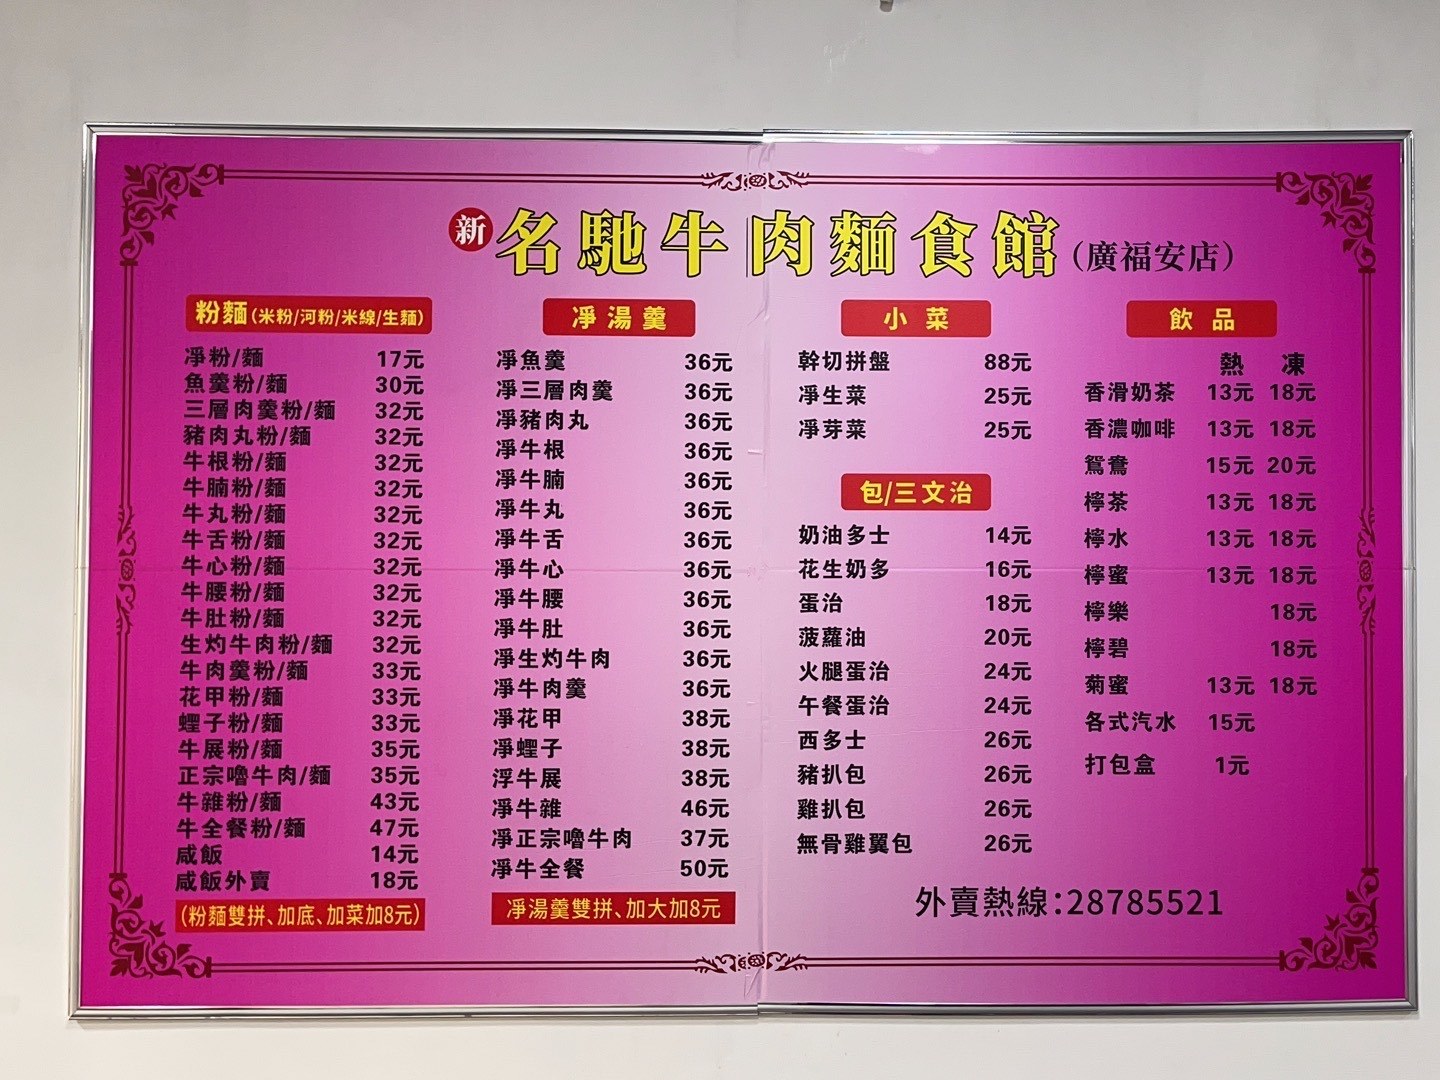 新 名馳牛肉麵食館(廣福安店)
粉麵(米粉/河粉/米線/生麵)
凈粉/麵 17元
魚羹粉/麵 30元
三層肉羹粉/麵 32元
豬肉丸粉/麵 32元
牛根粉/麵 32元
牛腩粉/麵 32元
牛丸粉/麵 32元
牛舌粉/麵 32元
牛心粉/麵 32元
牛腰粉/麵 32元
牛肚粉/麵 32元
生灼牛肉粉/麵 32元
牛肉羹粉/麵 33元
花甲粉/麵 33元
蟶子粉/麵 33元
牛展粉/麵 35元
正宗嚕牛肉/麵 35元
牛雜粉/麵 43元
牛全餐粉/麵 47元
咸飯 14元
咸飯外賣 18元
(粉麵雙拼、加底、加菜加8元)
凈湯羹
凈魚羹 36元
凈三層肉羹 36元
凈豬肉丸 36元
凈牛根 36元
凈牛腩 36元
凈牛丸 36元
凈牛舌 36元
凈牛心 36元
凈牛腰 36元
凈牛肚 36元
凈生灼牛肉 36元
凈牛肉羹 36元
凈花甲 38元
凈蟶子 38元
浮牛展 38元
凈牛雜 46元
凈正宗嚕牛肉 37元
凈牛全餐 50元
凈湯羹雙拼、加大加8元
小菜
幹切拼盤 88元
凈生菜 25元
凈芽菜 25元
包/三文治
奶油多士 14元
花生奶多 16元
蛋治 18元
菠蘿油 20元
火腿蛋治 24元
午餐蛋治 24元
西多士 26元
豬扒包 26元
雞扒包 26元
無骨雞翼包 26元
飲品
熱 凍
香滑奶茶 13元 18元
香濃咖啡 13元 18元
鴛鴦 15元 20元
檸茶 13元 18元
檸水 13元 18元
檸蜜 13元 18元
檸樂 18元
檸碧 18元
菊蜜 13元 18元
各式汽水 15元
打包盒 1元
外賣熱線:28785521